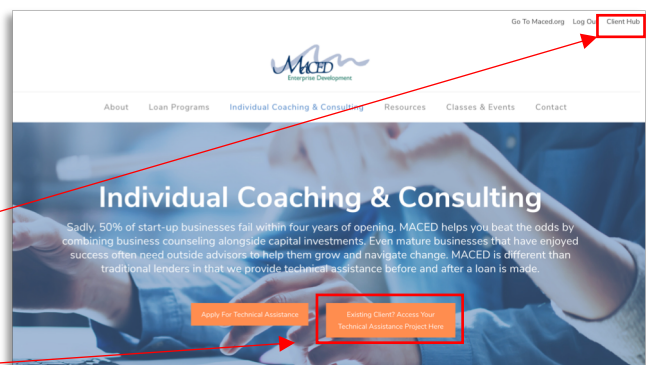 Go To Maced.org Log Out Client Hub
MACED
Enterprise Development
About Loan Programs Individual Coaching & Consulting Resources Classes & Events Contact
Individual Coaching & Consulting
Sadly, 50% of start-up businesses fail within four years of opening. MACED helps you beat the odds by
combining business counseling alongside capital investments. Even mature businesses that have enjoyed
success often need outside advisors to help them grow and navigate change. MACED is different than
traditional lenders in that we provide technical assistance before and after a loan is made.
Apply For Technical Assistance
Existing Client? Access Your
Technical Assistance Project Here